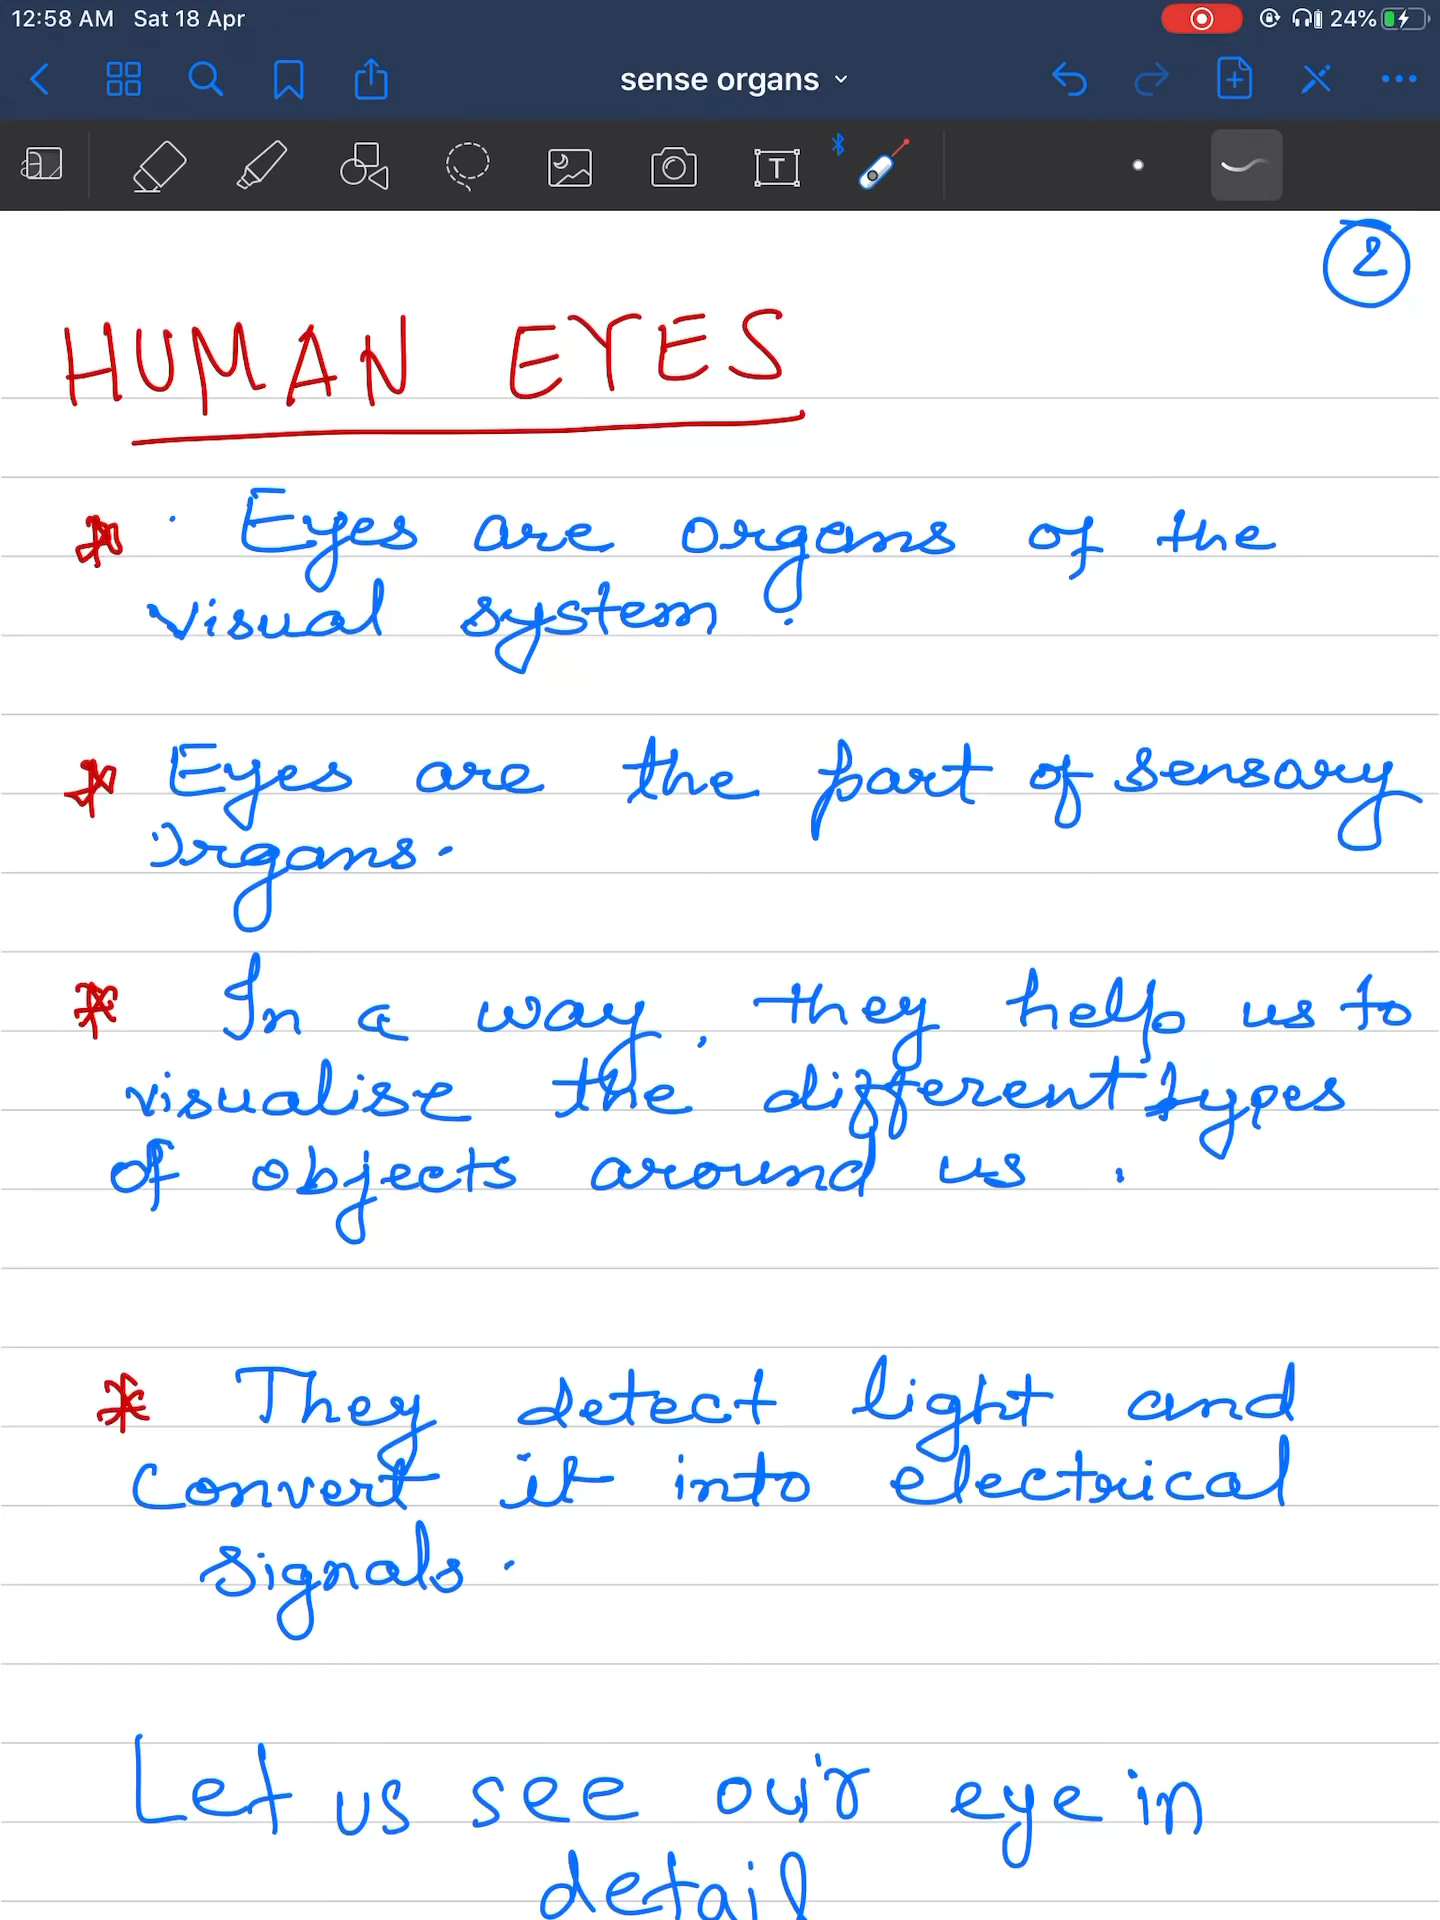 12:58 AM Sat 18 Apr
24%
sense organs
T
2
HUMAN EYES
* Eyes are organs of the
visual system.
* Eyes are the part of sensory
organs.
* In a way, they help us to
visualise the different types
of objects around us.
* They detect light and
convert it into electrical
signals.
Let us see our eye in
detail